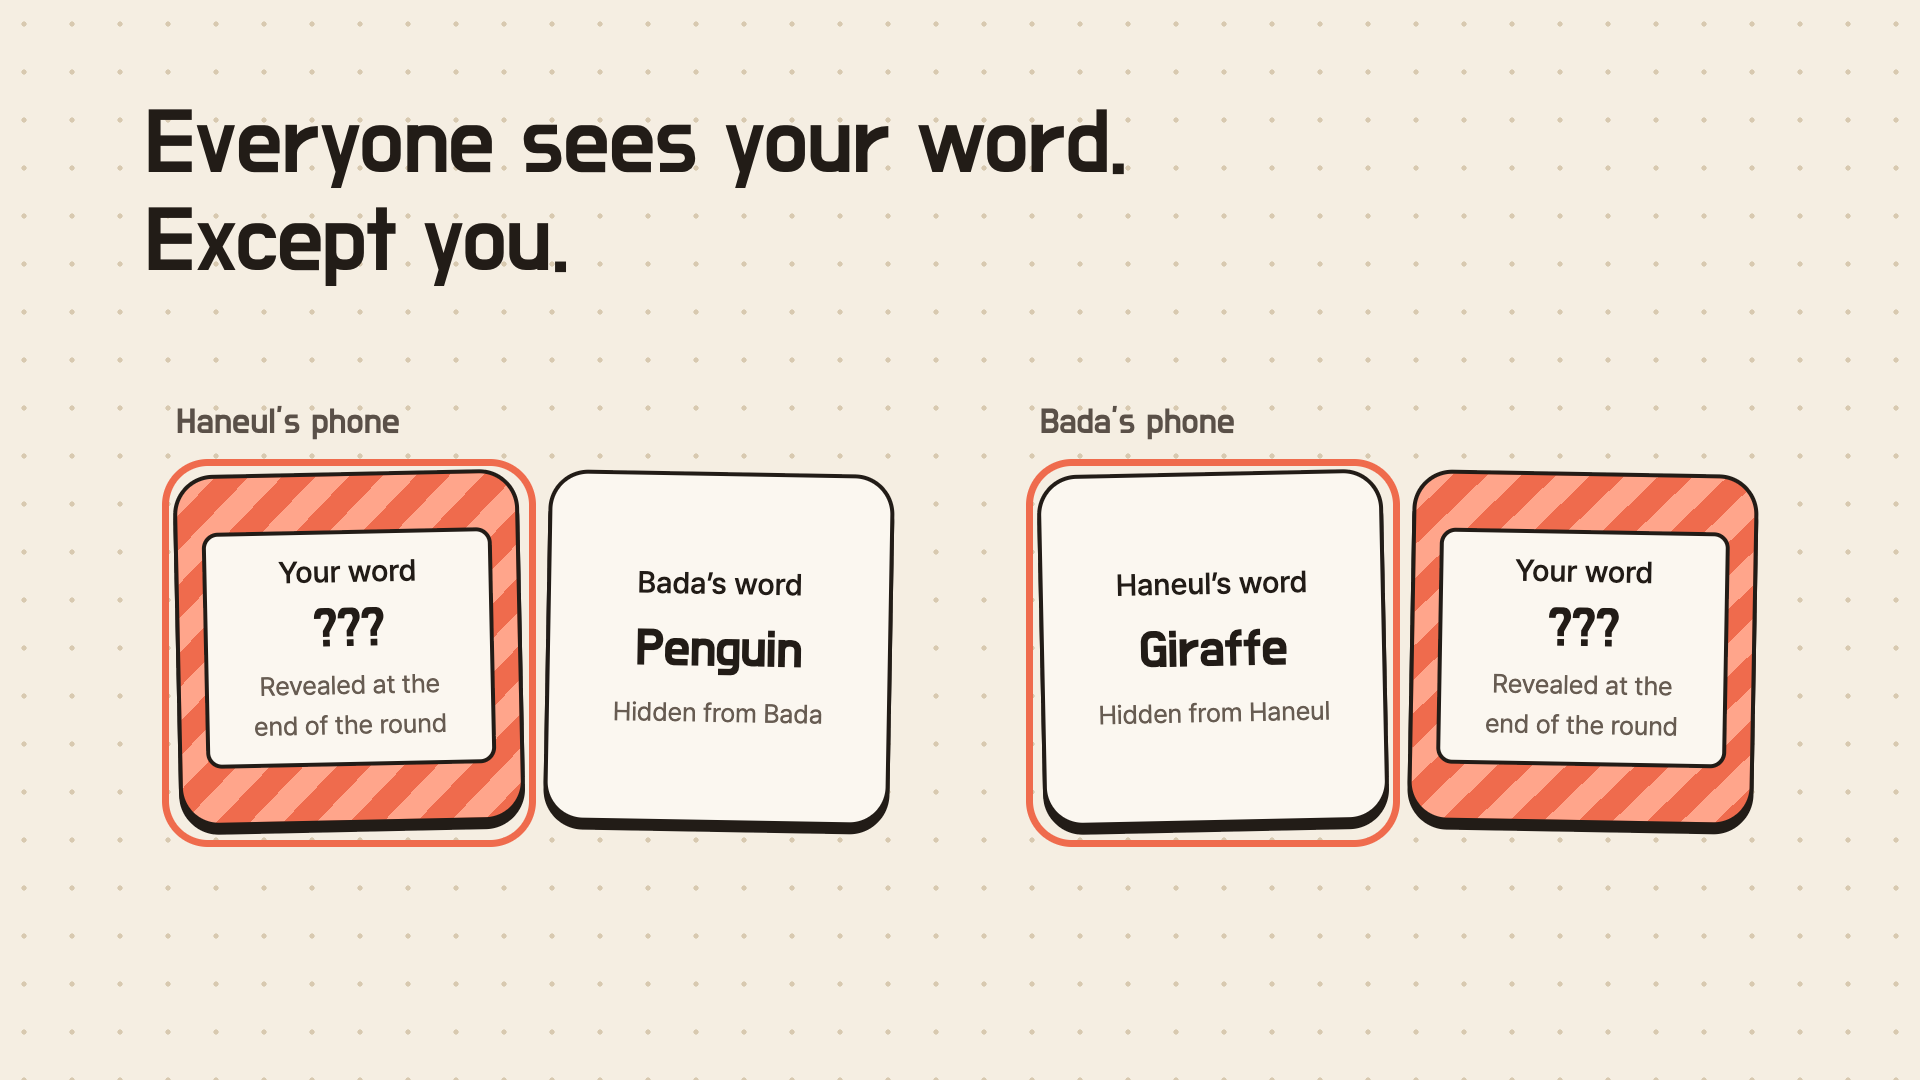 Everyone sees your word.
Except you.
Haneul's phone
Your word
???
Revealed at the
end of the round
Bada's word
Penguin
Hidden from Bada
Bada's phone
Haneul's word
Giraffe
Hidden from Haneul
Your word
???
Revealed at the
end of the round